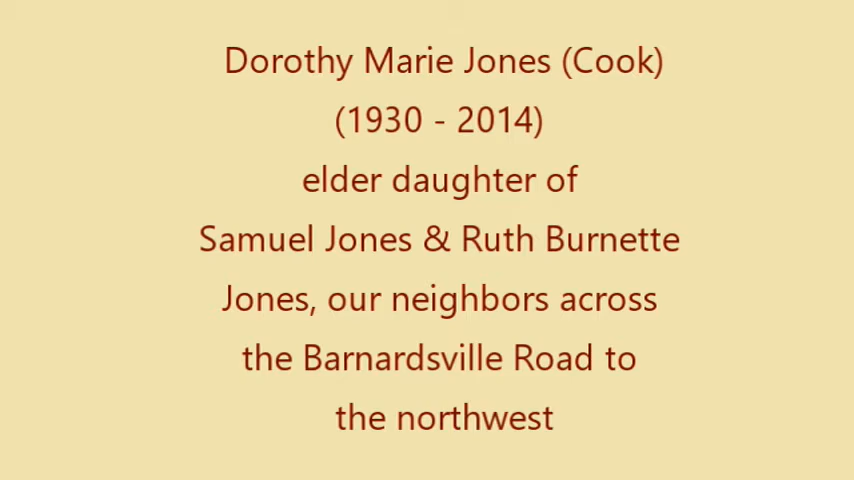 Dorothy Marie Jones (Cook)
(1930 - 2014)
elder daughter of
Samuel Jones & Ruth Burnette
Jones, our neighbors across
the Barnardsville Road to
the northwest